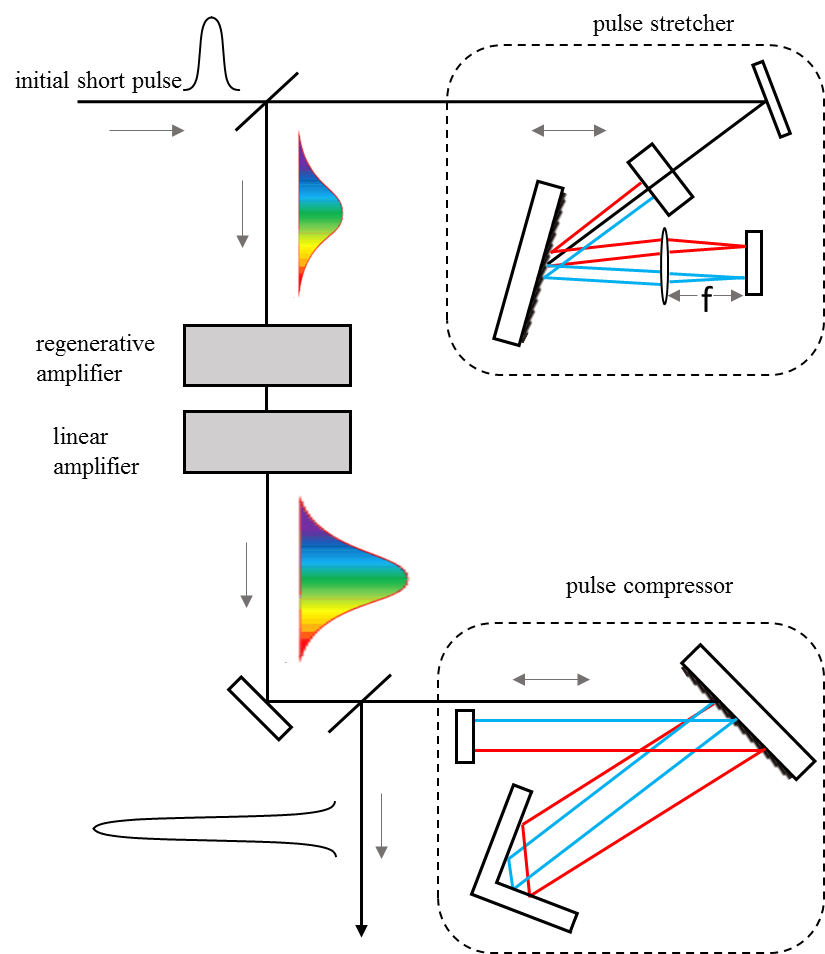 pulse stretcher
initial short pulse
f
regenerative
amplifier
linear
amplifier
pulse compressor